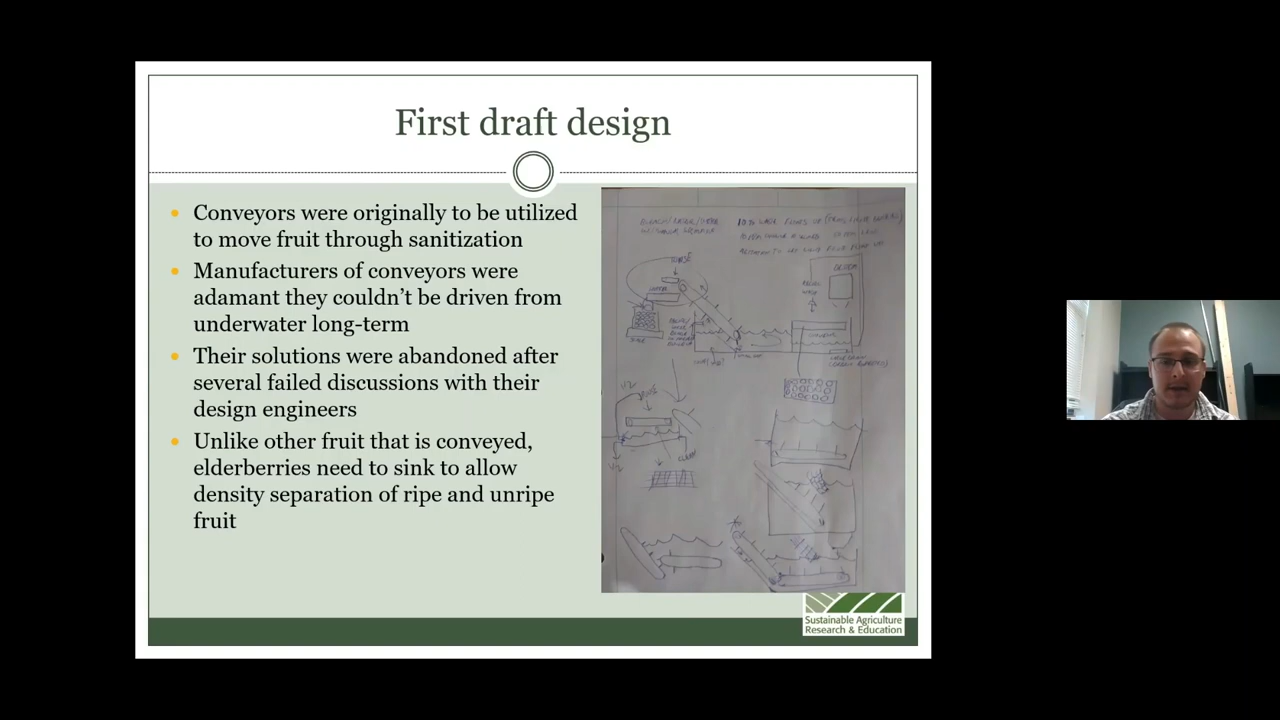 First draft design
Conveyors were originally to be utilized
to move fruit through sanitization
Manufacturers of conveyors were
adamant they couldn't be driven from
underwater long-term
Their solutions were abandoned after
several failed discussions with their
design engineers
Unlike other fruit that is conveyed,
elderberries need to sink to allow
density separation of ripe and unripe
fruit
Sustainable Agriculture
Research & Education